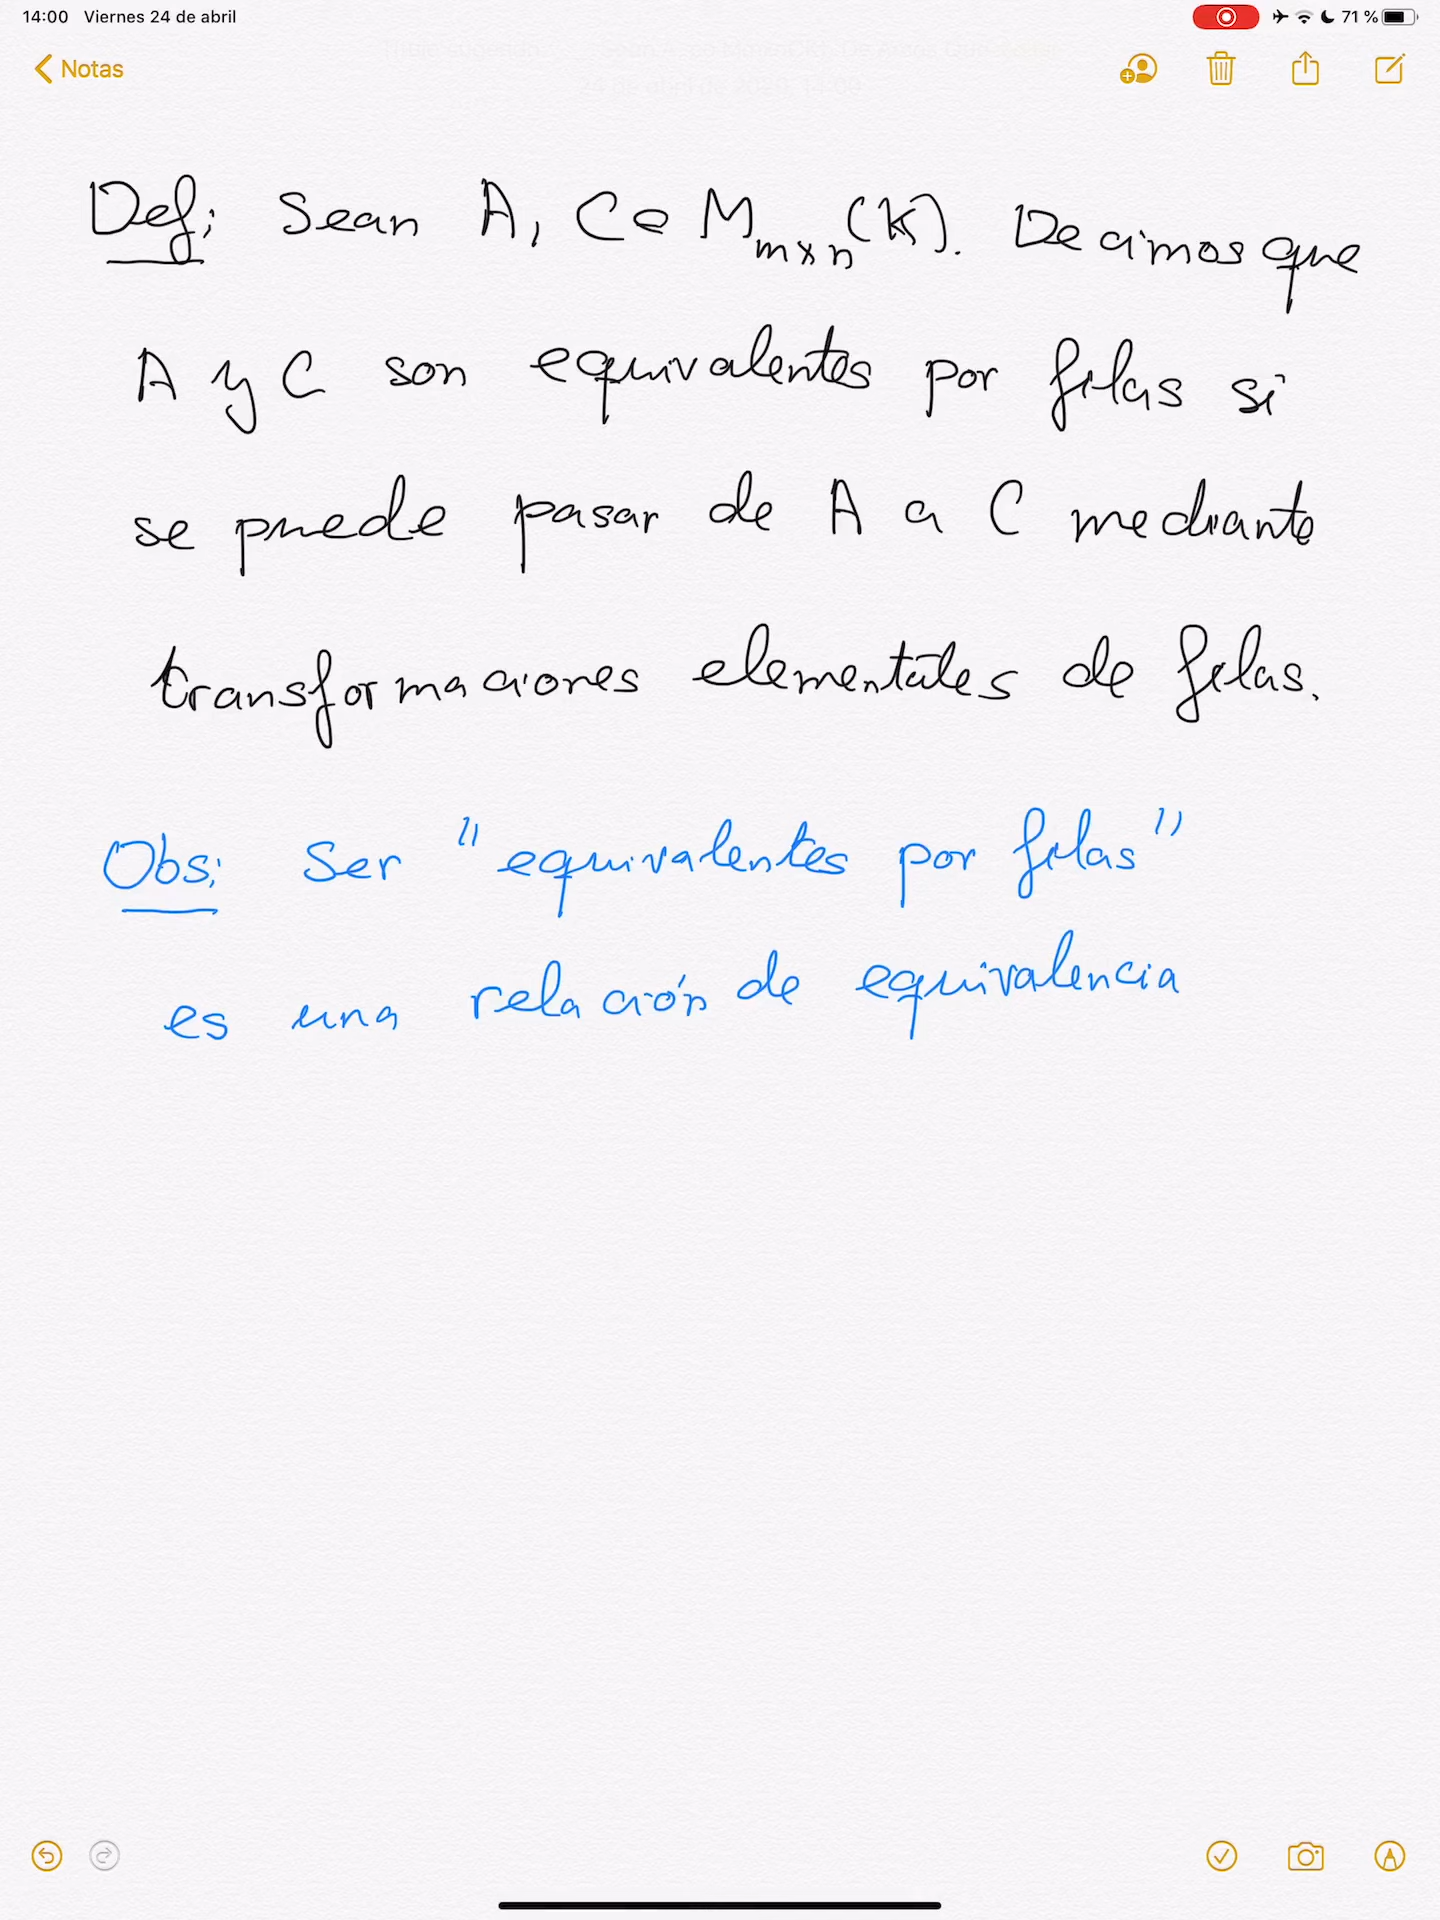 14:00 Viernes 24 de abril 71 %
Notas
Def: Sean A, C ∈ M_{m×n}(K). Decimos que
A y C son equivalentes por filas si
se puede pasar de A a C mediante
transformaciones elementales de filas.
Obs: Ser "equivalentes por filas"
es una relación de equivalencia